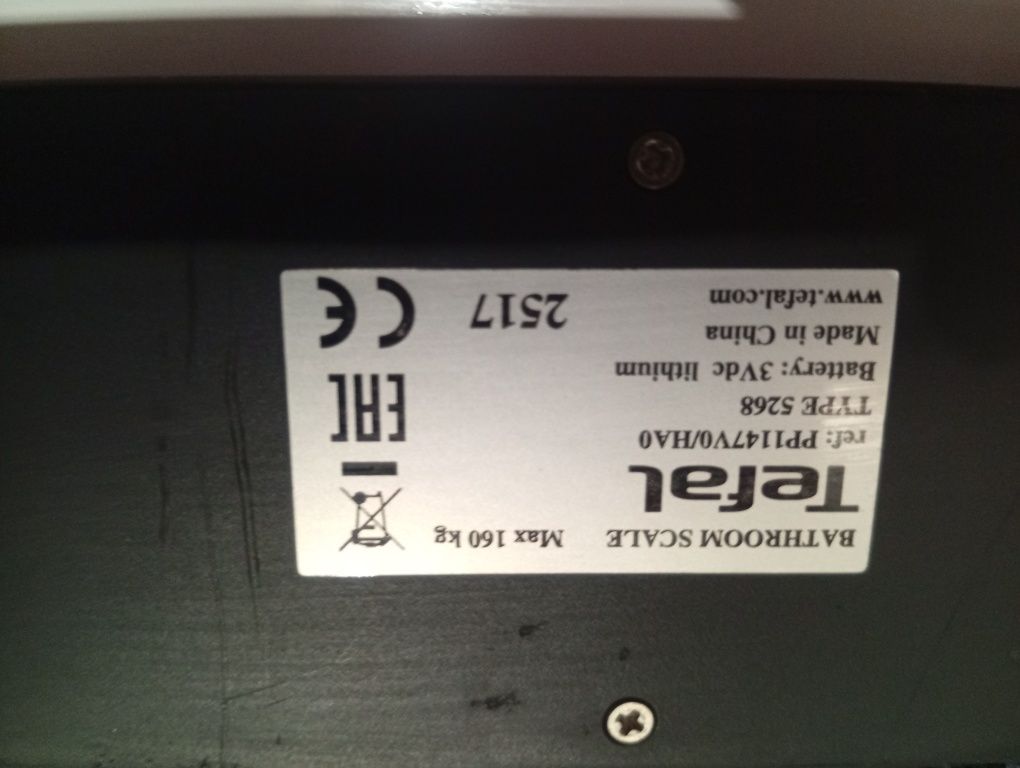 BATHROOM SCALE Max 160 kg
Tefal
ref: PP1147V0/HA0
TYPE 5268
Battery: 3Vdc lithium
Made in China
www.tefal.com
2517
EAC
CE